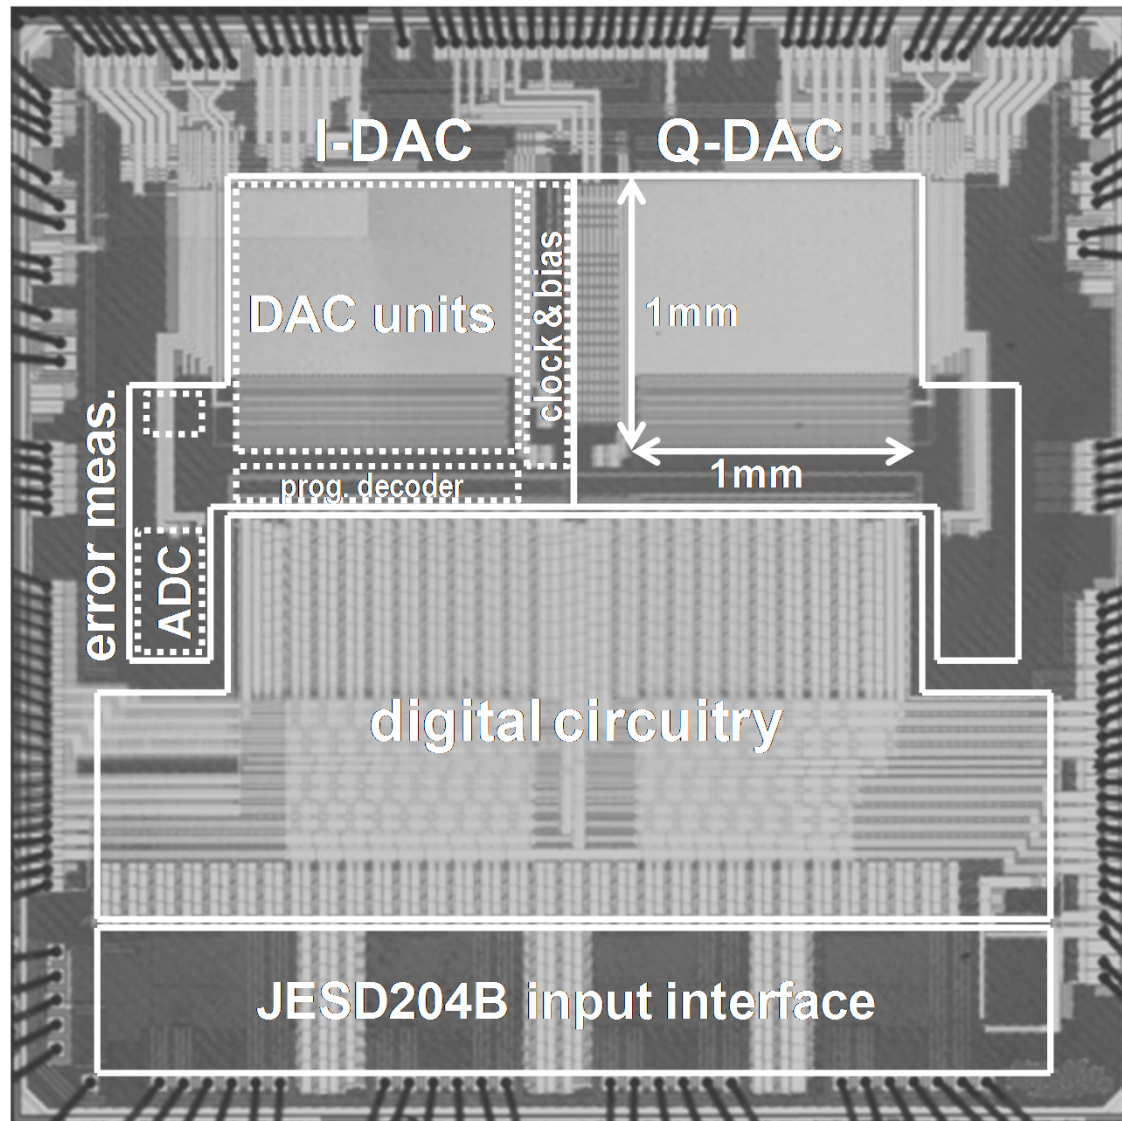 I-DAC
Q-DAC
DAC units
clock & bias
1mm
1mm
prog. decoder
error meas.
ADC
digital circuitry
JESD204B input interface